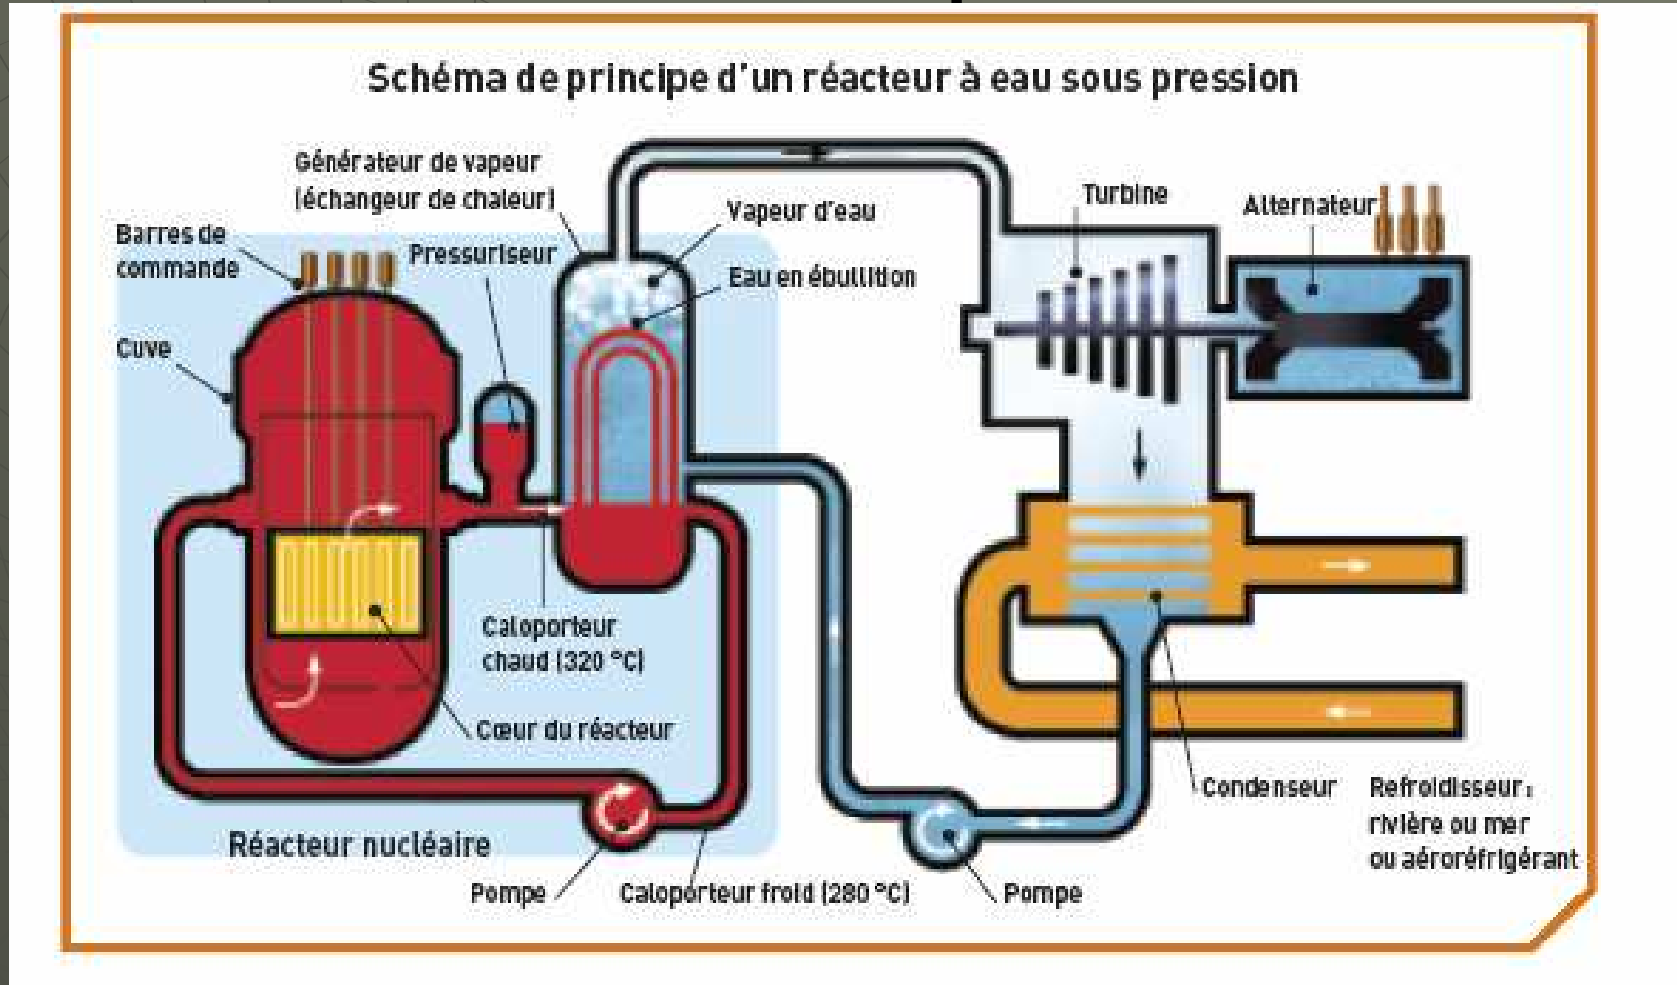 Schéma de principe d'un réacteur à eau sous pression
Générateur de vapeur
(échangeur de chaleur)
Barres de
commande
Pressuriseur
Vapeur d'eau
Eau en ébullition
Turbine
Alternateur
Cuve
Caloporteur
chaud (320 °C)
Cœur du réacteur
Condenseur
Refroidisseur :
rivière ou mer
ou aéroréfrigérant
Réacteur nucléaire
Pompe
Caloporteur froid (280 °C)
Pompe